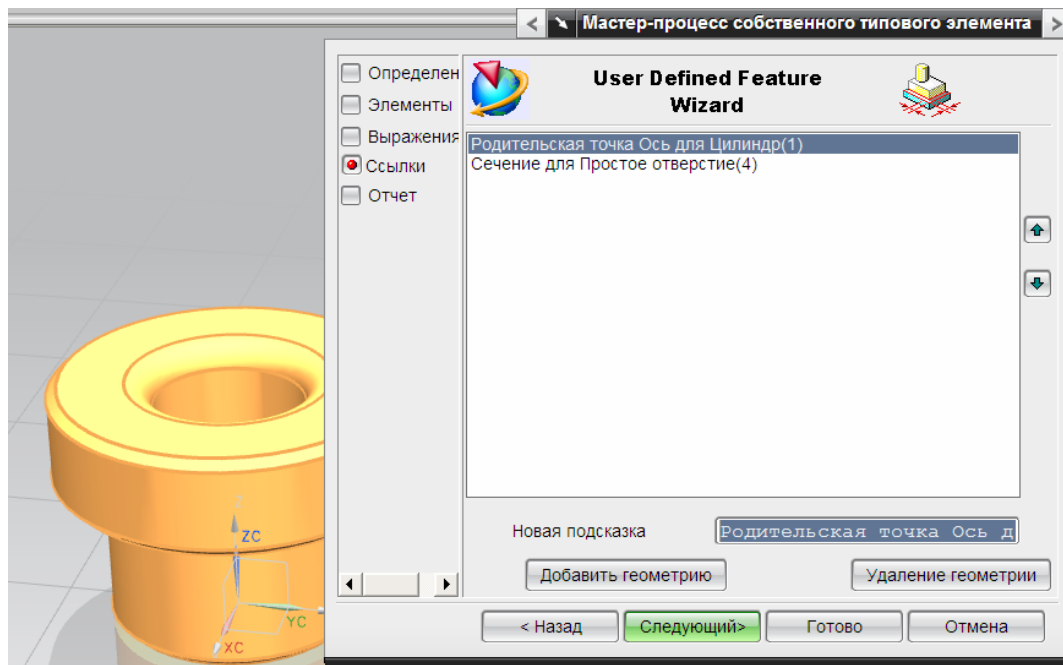 Мастер-процесс собственного типового элемента
Определен
Элементы
Выражения
Ссылки
Отчет
User Defined Feature
Wizard
Родительская точка Ось для Цилиндр(1)
Сечение для Простое отверстие(4)
Новая подсказка
Родительская точка Ось д
Добавить геометрию
Удаление геометрии
< Назад
Следующий>
Готово
Отмена
ZC
YC
XC